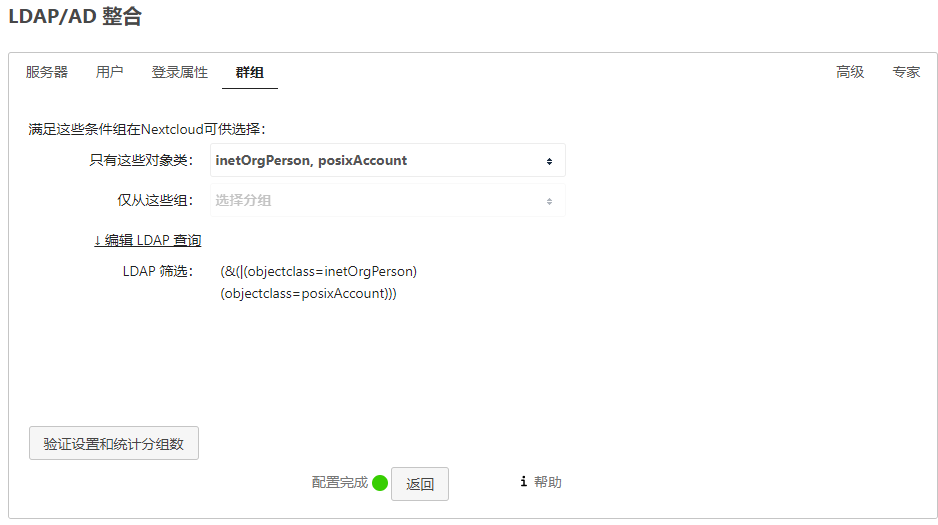 LDAP/AD 整合
服务器 用户 登录属性 群组 高级 专家
满足这些条件组在Nextcloud可供选择：
只有这些对象类： inetOrgPerson, posixAccount
仅从这些组： 选择分组
↓ 编辑 LDAP 查询
LDAP 筛选： (&(|(objectclass=inetOrgPerson)
(objectclass=posixAccount)))
验证设置和统计分组数
配置完成 返回 i 帮助